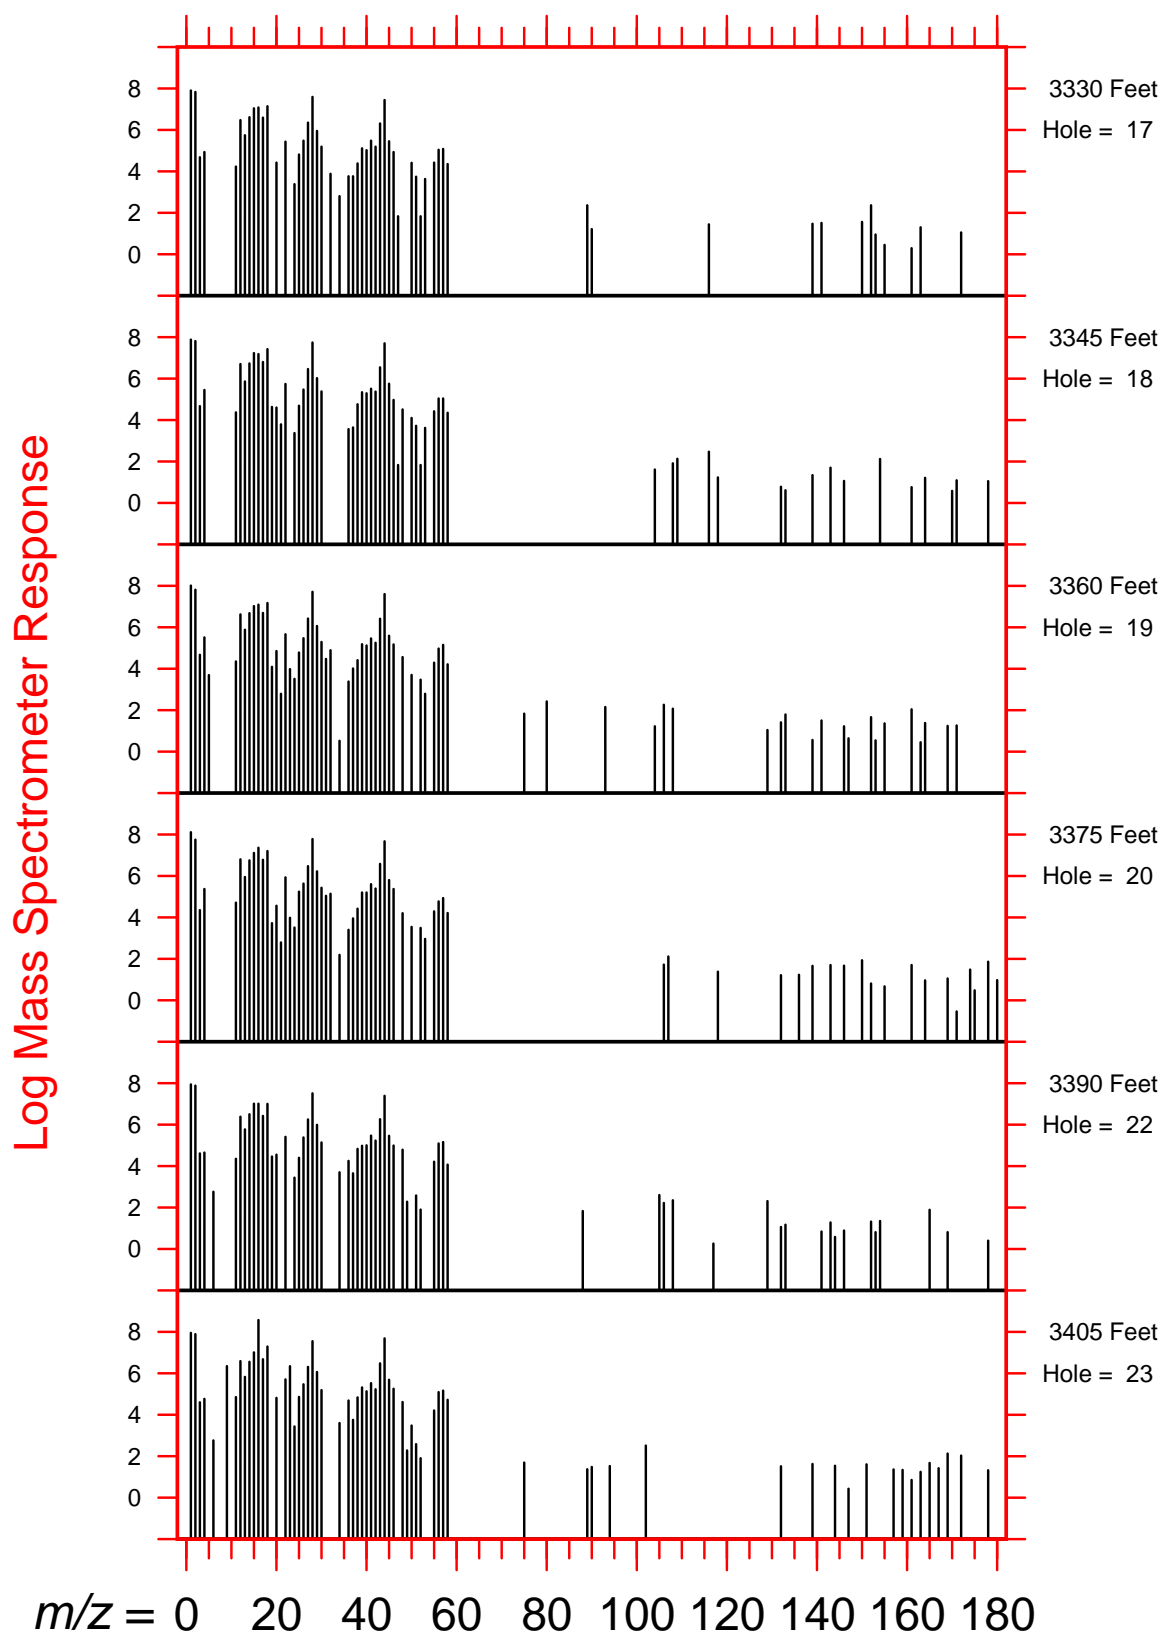 8 3330 Feet
6 Hole = 17
4
2
0
8 3345 Feet
6 Hole = 18
4
2
0
8 3360 Feet
6 Hole = 19
4
2
0
8 3375 Feet
6 Hole = 20
4
2
0
8 3390 Feet
6 Hole = 22
4
2
0
8 3405 Feet
6 Hole = 23
4
2
0
Log Mass Spectrometer Response
m/z = 0 20 40 60 80 100 120 140 160 180